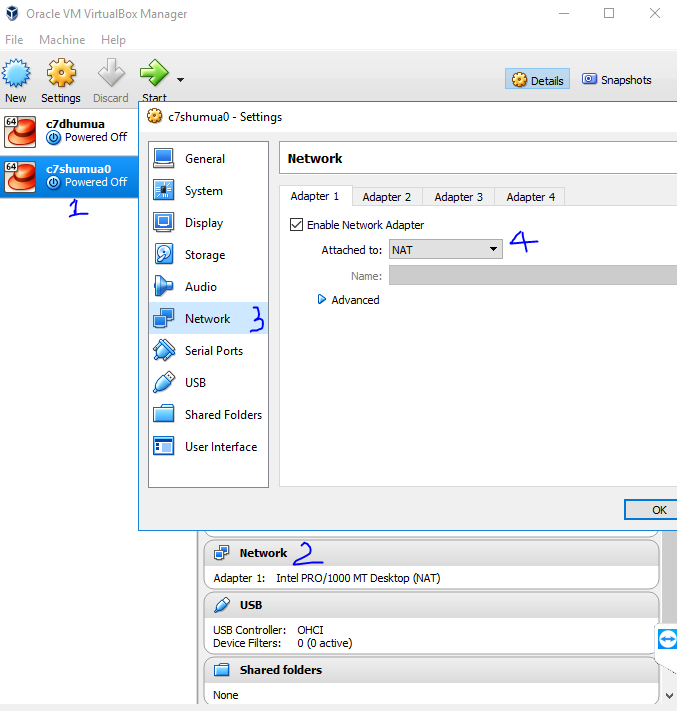 Oracle VM VirtualBox Manager
File Machine Help
New Settings Discard Start
Details Snapshots
64 c7dhumua
Powered Off
64 c7shumua0
Powered Off
1
c7shumua0 - Settings
General
System
Display
Storage
Audio
Network 3
Serial Ports
USB
Shared Folders
User Interface
Network
Adapter 1 Adapter 2 Adapter 3 Adapter 4
Enable Network Adapter
Attached to: NAT 4
Name:
Advanced
OK
Network 2
Adapter 1: Intel PRO/1000 MT Desktop (NAT)
USB
USB Controller: OHCI
Device Filters: 0 (0 active)
Shared folders
None